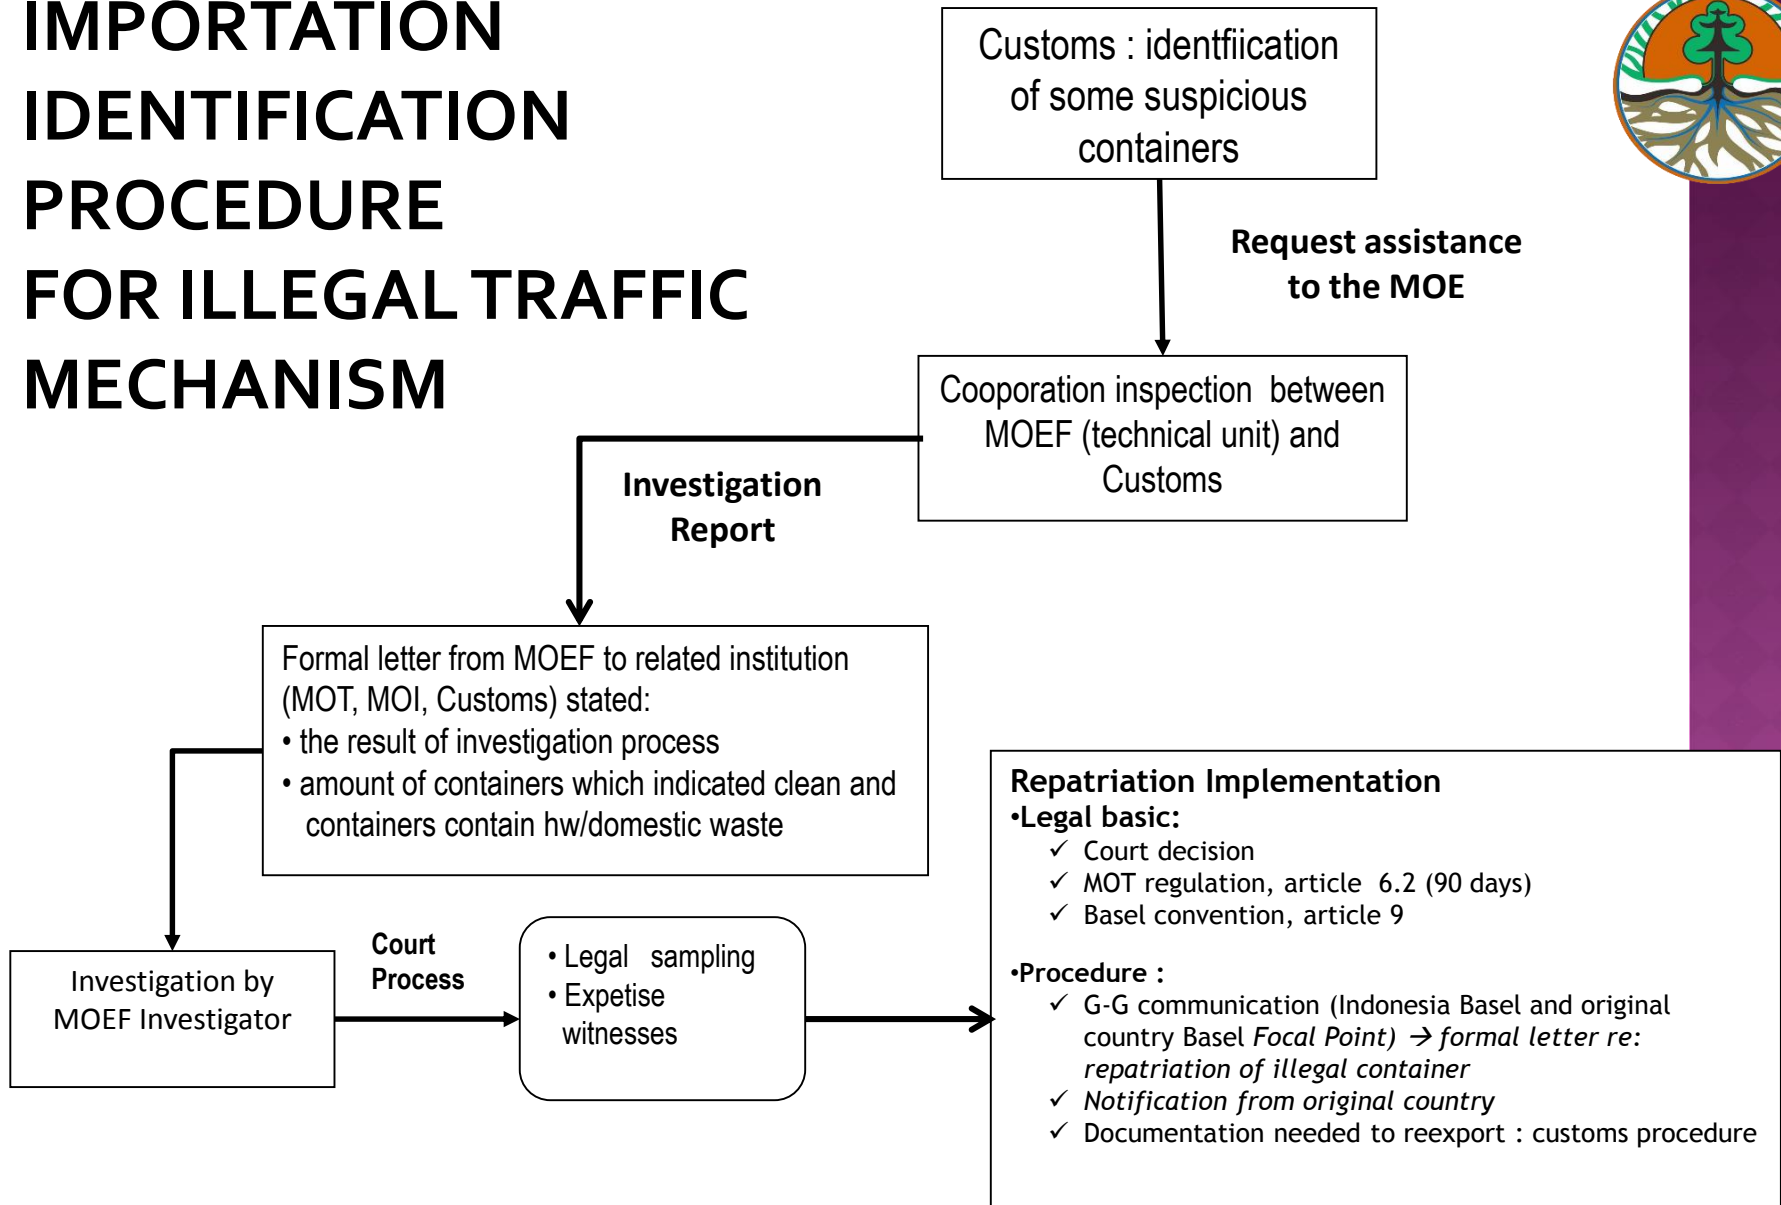 IMPORTATION
IDENTIFICATION
PROCEDURE
FOR ILLEGAL TRAFFIC
MECHANISM
Customs : identfiication
of some suspicious
containers
Request assistance
to the MOE
Cooporation inspection between
MOEF (technical unit) and
Customs
Investigation
Report
Formal letter from MOEF to related institution
(MOT, MOI, Customs) stated:
• the result of investigation process
• amount of containers which indicated clean and
containers contain hw/domestic waste
Investigation by
MOEF Investigator
Court
Process
• Legal sampling
• Expetise
witnesses
Repatriation Implementation
•Legal basic:
✓ Court decision
✓ MOT regulation, article 6.2 (90 days)
✓ Basel convention, article 9
•Procedure :
✓ G-G communication (Indonesia Basel and original
country Basel Focal Point) → formal letter re:
repatriation of illegal container
✓ Notification from original country
✓ Documentation needed to reexport : customs procedure